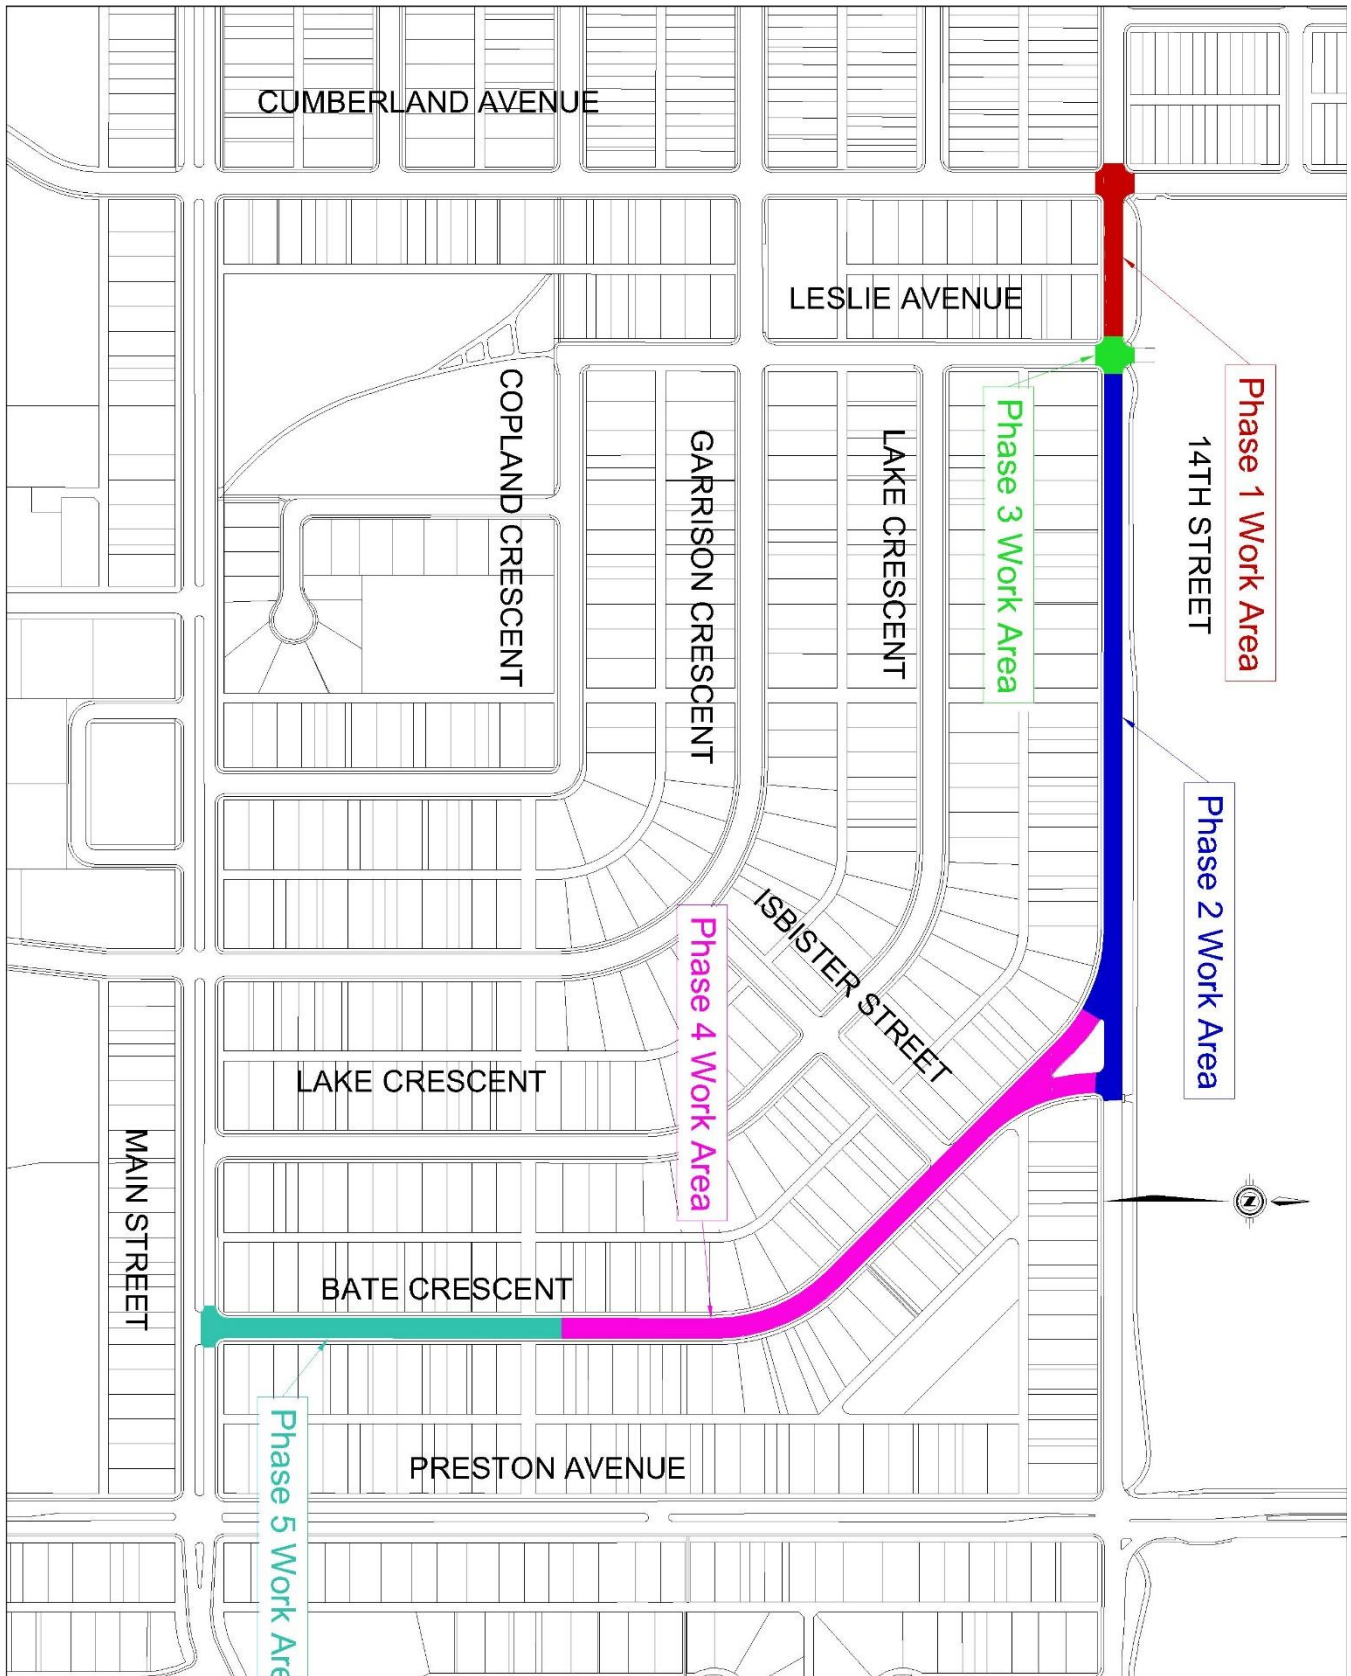 CUMBERLAND AVENUE
LESLIE AVENUE
Phase 1 Work Area
14TH STREET
COPLAND CRESCENT
GARRISON CRESCENT
LAKE CRESCENT
Phase 3 Work Area
Phase 2 Work Area
ISBISTER STREET
Phase 4 Work Area
LAKE CRESCENT
MAIN STREET
N
BATE CRESCENT
PRESTON AVENUE
Phase 5 Work Are